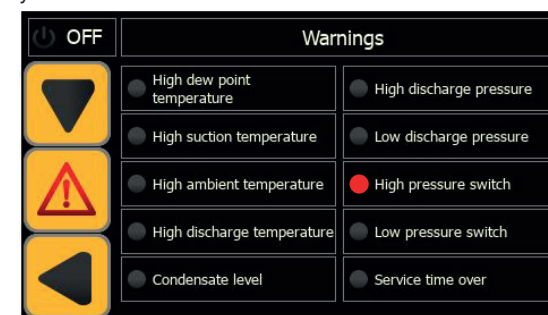 OFF
Warnings
High dew point
temperature
High discharge pressure
High suction temperature
Low discharge pressure
High ambient temperature
High pressure switch
High discharge temperature
Low pressure switch
Condensate level
Service time over